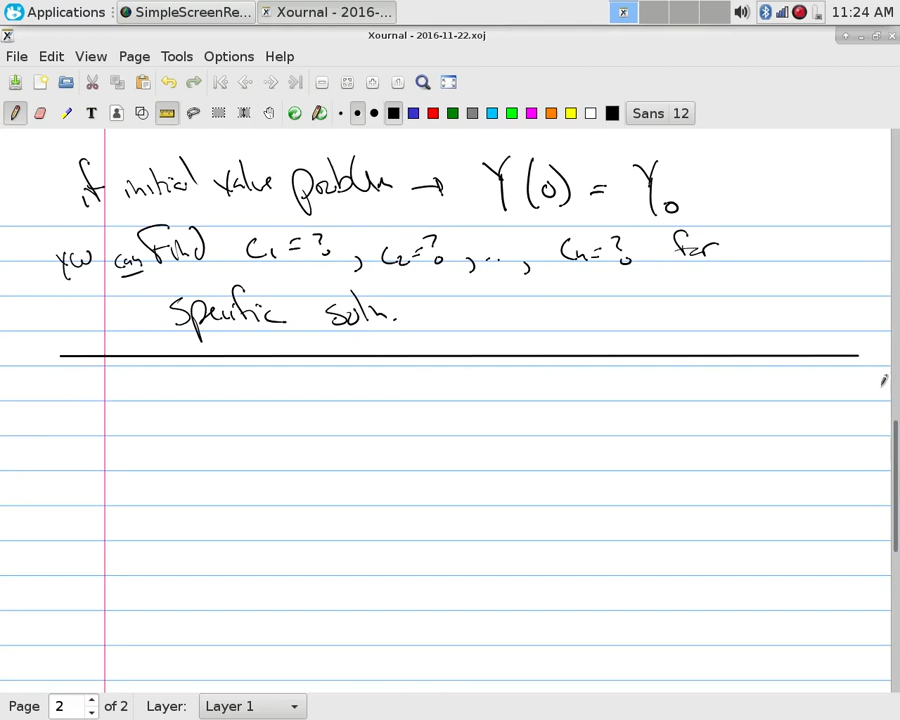 Applications
SimpleScreenRe...
Xournal - 2016-...
11:24 AM
Xournal - 2016-11-22.xoj
File Edit View Page Tools Options Help
T
Sans 12
if initial value problem → Y(0) = Y₀
you can find c₁ = ?, c₂ = ?, ..., cₙ = ? for
specific soln.
Page 2 of 2 Layer: Layer 1